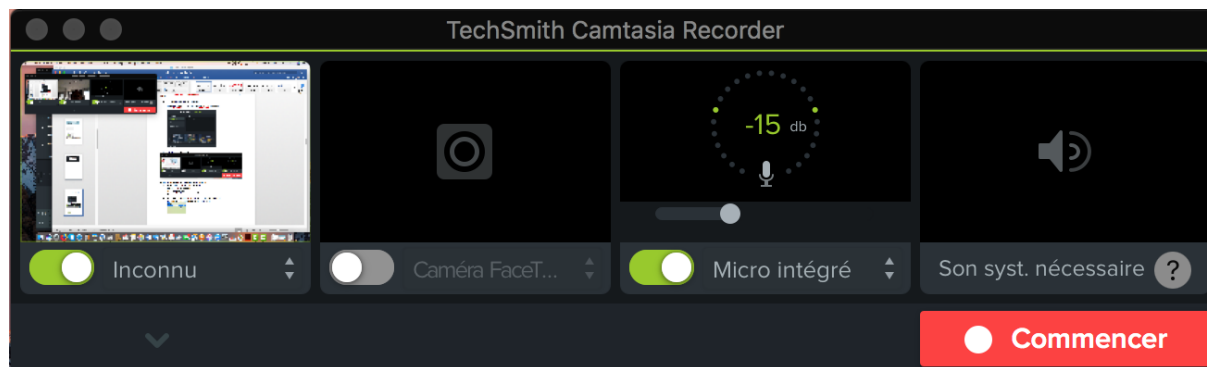 TechSmith Camtasia Recorder
-15 db
Inconnu
Caméra FaceT...
Micro intégré
Son syst. nécessaire ?
Commencer